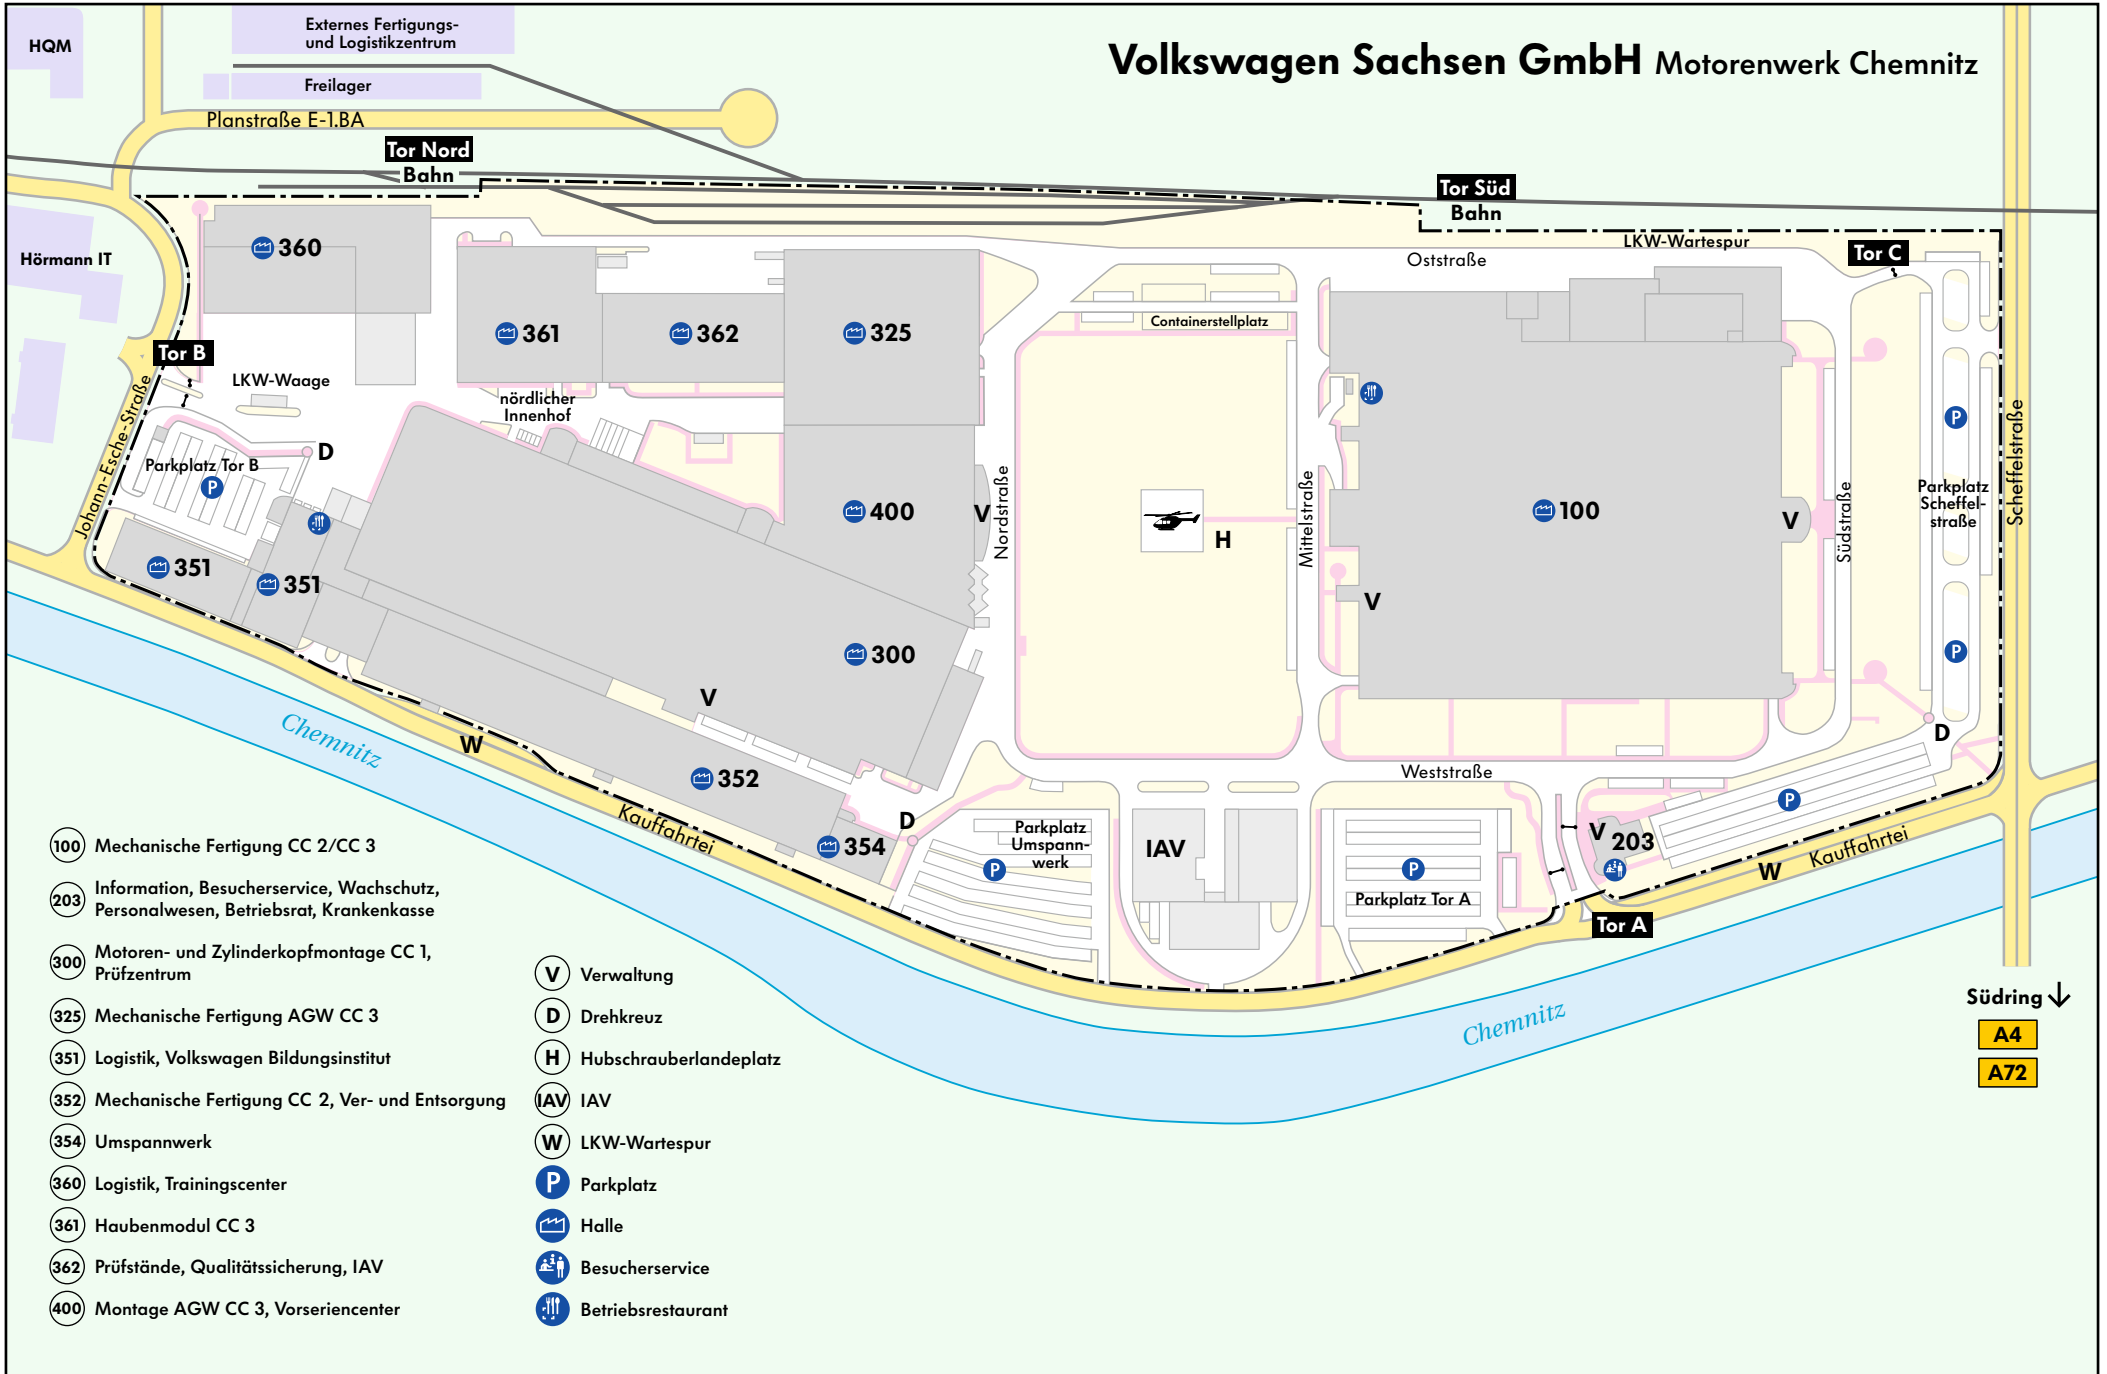 HQM
Externes Fertigungs-
und Logistikzentrum
Freilager
Planstraße E-1.BA
Volkswagen Sachsen GmbH Motorenwerk Chemnitz
Tor Nord
Bahn
Tor Süd
Bahn
LKW-Wartespur
Oststraße
Tor C
Hörmann IT
360
361
362
325
Containerstellplatz
Tor B
LKW-Waage
nördlicher
Innenhof
Johann-Esche-Straße
D
Parkplatz Tor B
P
351
351
400
V
Nordstraße
H
Mittelstraße
100
V
V
Südstraße
P
Parkplatz
Scheffel-
straße
P
Scheffelstraße
300
V
Chemnitz
W
352
Kauffahrtei
354
D
Parkplatz
Umspann-
werk
P
IAV
Weststraße
P
Parkplatz Tor A
V
203
P
D
W
Kauffahrtei
Tor A
Chemnitz
Südring
A4
A72
100 Mechanische Fertigung CC 2/CC 3
203 Information, Besucherservice, Wachschutz,
Personalwesen, Betriebsrat, Krankenkasse
300 Motoren- und Zylinderkopfmontage CC 1,
Prüfzentrum
325 Mechanische Fertigung AGW CC 3
351 Logistik, Volkswagen Bildungsinstitut
352 Mechanische Fertigung CC 2, Ver- und Entsorgung
354 Umspannwerk
360 Logistik, Trainingscenter
361 Haubenmodul CC 3
362 Prüfstände, Qualitätssicherung, IAV
400 Montage AGW CC 3, Vorseriencenter
V Verwaltung
D Drehkreuz
H Hubschrauberlandeplatz
IAV IAV
W LKW-Wartespur
P Parkplatz
Halle
Besucherservice
Betriebsrestaurant